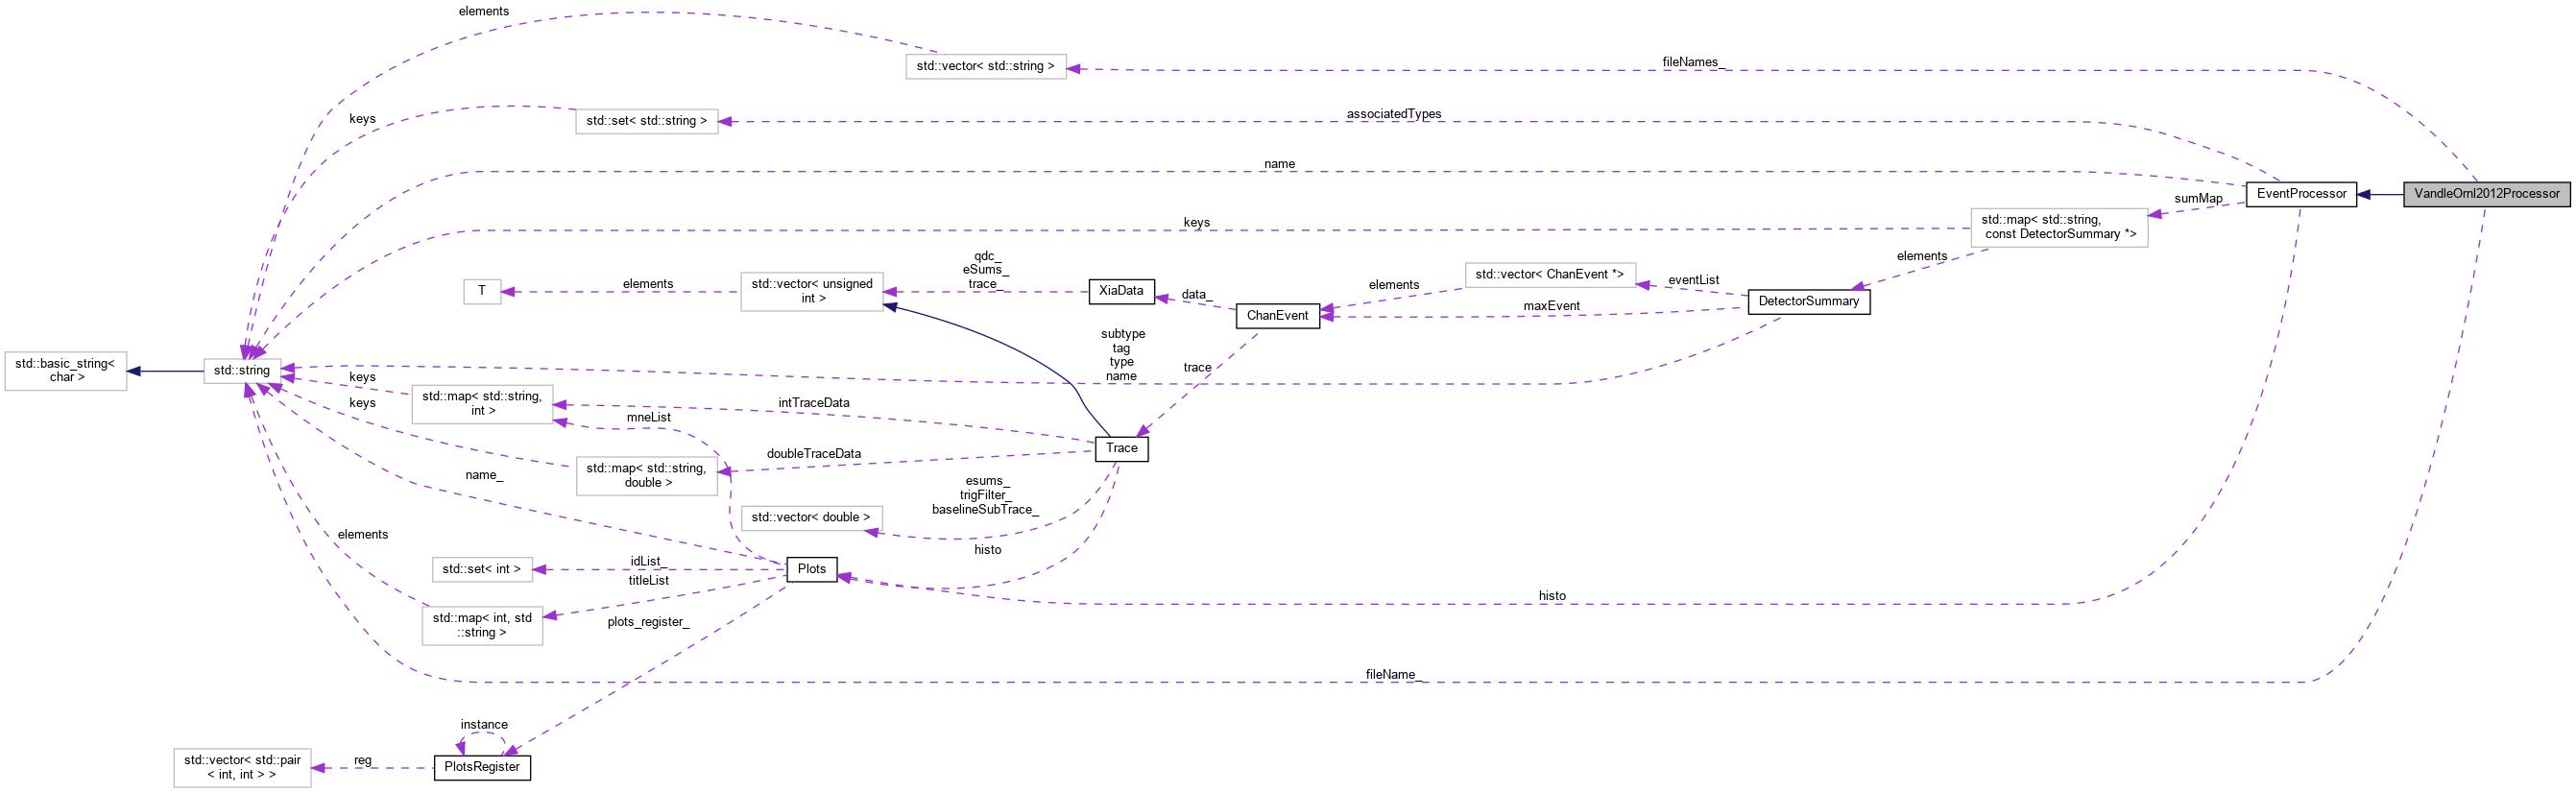 elements
std::vector< std::string >
fileNames_
keys
std::set< std::string >
associatedTypes
name
EventProcessor
VandleOrnl2012Processor
sumMap
keys
std::map< std::string,
const DetectorSummary *>
elements
T
elements
std::vector< unsigned
int >
qdc_
eSums_
trace_
XiaData
data_
ChanEvent
elements
std::vector< ChanEvent *>
eventList
maxEvent
DetectorSummary
subtype
tag
type
name
trace
std::basic_string<
char >
std::string
keys
std::map< std::string,
int >
intTraceData
keys
mneList
std::map< std::string,
double >
doubleTraceData
Trace
name_
std::vector< double >
esums_
trigFilter_
baselineSubTrace_
histo
elements
std::set< int >
idList_
titleList
Plots
histo
std::map< int, std
::string >
plots_register_
fileName_
instance
std::vector< std::pair
< int, int > >
reg
PlotsRegister